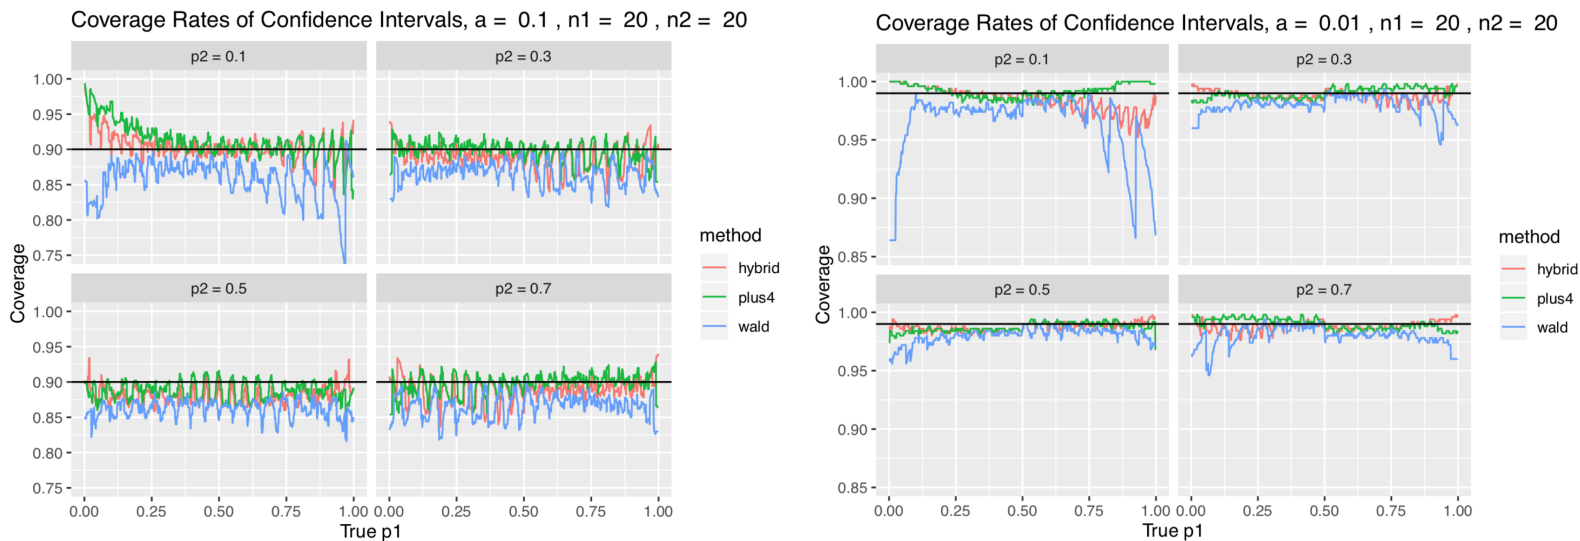 Coverage Rates of Confidence Intervals, a = 0.1 , n1 = 20 , n2 = 20
p2 = 0.1
p2 = 0.3
1.00
0.95
0.90
0.85
0.80
0.75
p2 = 0.5
p2 = 0.7
1.00
0.95
0.90
0.85
0.80
0.75
0.00 0.25 0.50 0.75 1.00
0.00 0.25 0.50 0.75 1.00
Coverage
True p1
method
hybrid
plus4
wald
Coverage Rates of Confidence Intervals, a = 0.01 , n1 = 20 , n2 = 20
p2 = 0.1
p2 = 0.3
1.00
0.95
0.90
0.85
p2 = 0.5
p2 = 0.7
1.00
0.95
0.90
0.85
0.00 0.25 0.50 0.75 1.00
0.00 0.25 0.50 0.75 1.00
Coverage
True p1
method
hybrid
plus4
wald